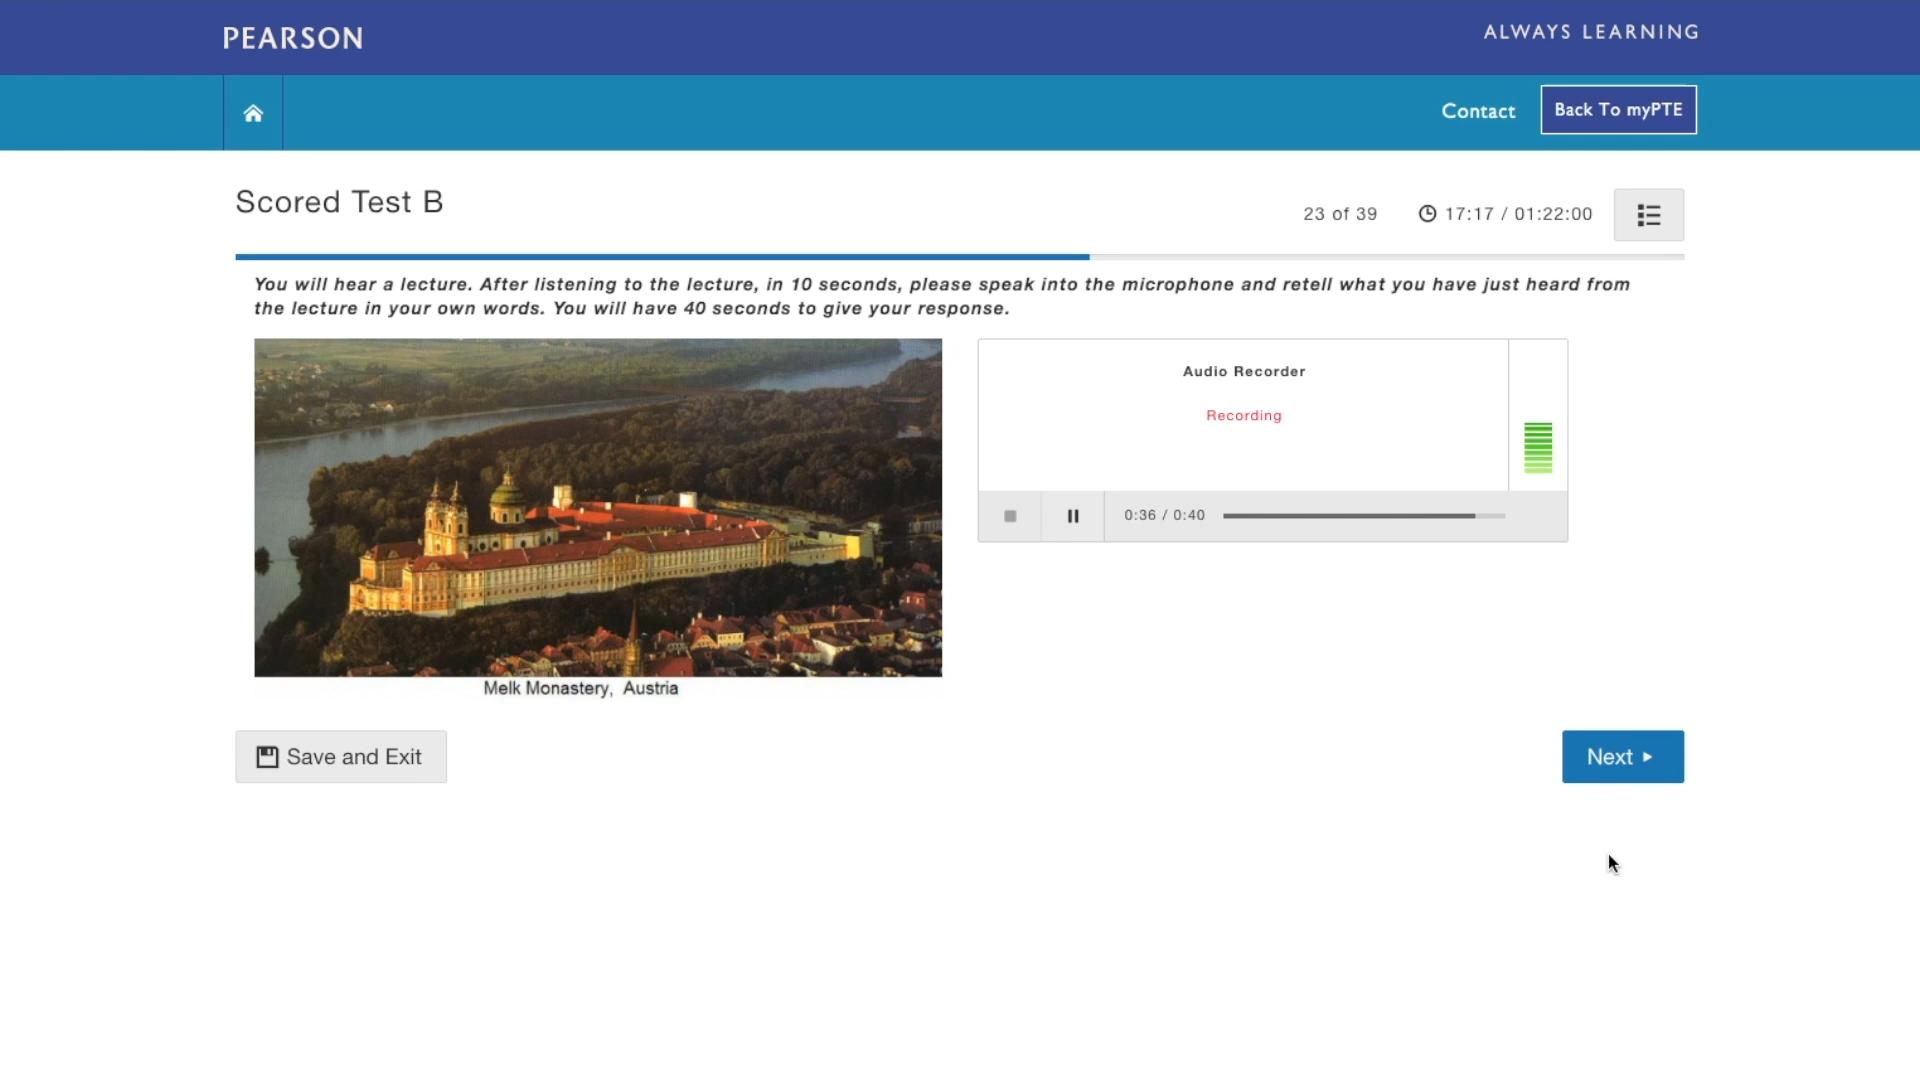 PEARSON
ALWAYS LEARNING
Contact
Back To myPTE
Scored Test B
23 of 39
17:17 / 01:22:00
You will hear a lecture. After listening to the lecture, in 10 seconds, please speak into the microphone and retell what you have just heard from
the lecture in your own words. You will have 40 seconds to give your response.
Audio Recorder
Recording
0:36 / 0:40
Melk Monastery, Austria
Save and Exit
Next